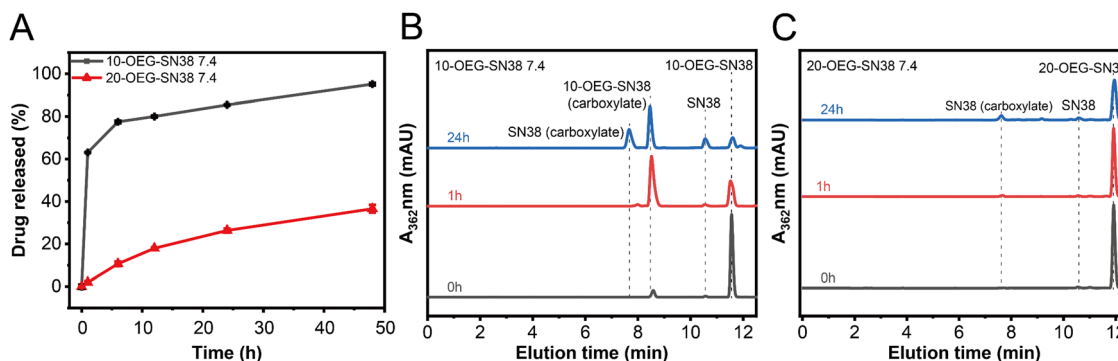 A
Drug released (%)
100
80
60
40
20
0
10-OEG-SN38 7.4
20-OEG-SN38 7.4
0
10
20
30
40
50
Time (h)
B
A362nm (mAU)
10-OEG-SN38 7.4
10-OEG-SN38
10-OEG-SN38
(carboxylate)
SN38
SN38 (carboxylate)
24h
1h
0h
0
2
4
6
8
10
12
Elution time (min)
C
A362nm (mAU)
20-OEG-SN38 7.4
20-OEG-SN3
SN38 (carboxylate)
SN38
24h
1h
0h
0
2
4
6
8
10
12
Elution time (min)